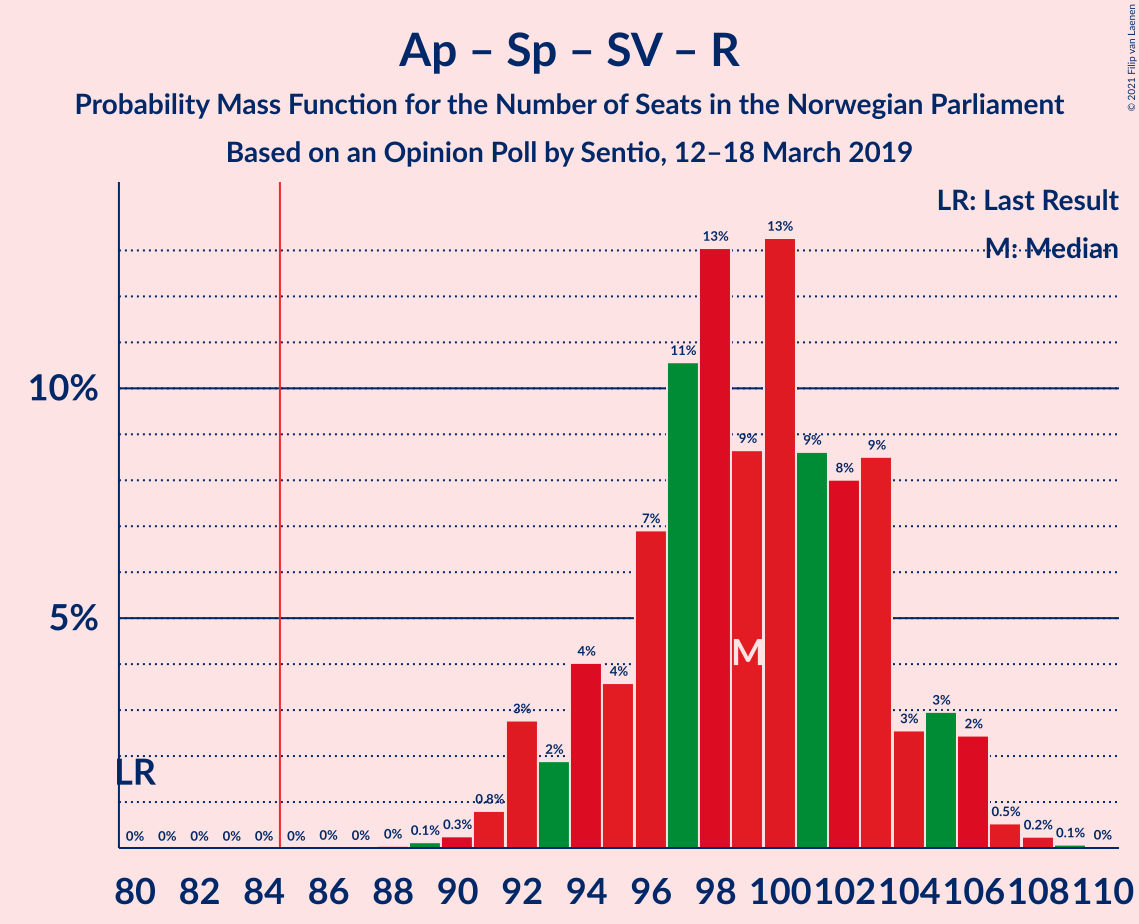 © 2021 Filip van Laenen
Ap – Sp – SV – R
Probability Mass Function for the Number of Seats in the Norwegian Parliament
Based on an Opinion Poll by Sentio, 12–18 March 2019
LR: Last Result
M: Median
10%
5%
LR
M
0% 0% 0% 0% 0% 0% 0% 0% 0% 0.1% 0.3% 0.8% 3% 2% 4% 4% 7% 11% 13% 9% 13% 9% 8% 9% 3% 3% 2% 0.5% 0.2% 0.1% 0%
80 82 84 86 88 90 92 94 96 98 100 102 104 106 108 110